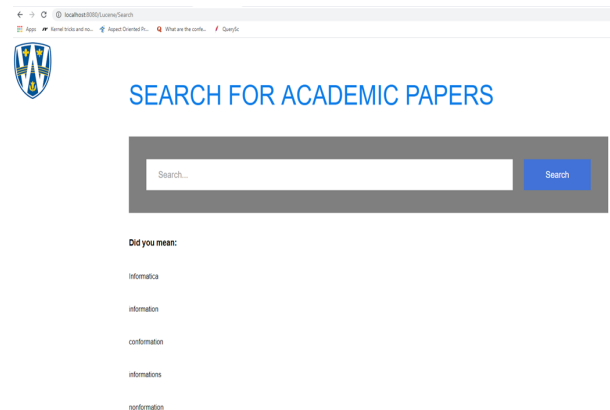 localhost:8080/Lucene/Search
Apps Kernel tricks and no... Aspect Oriented Pr... What are the confe... QuerySc
SEARCH FOR ACADEMIC PAPERS
Search... Search
Did you mean:
Informatica
information
conformation
informations
nonformation